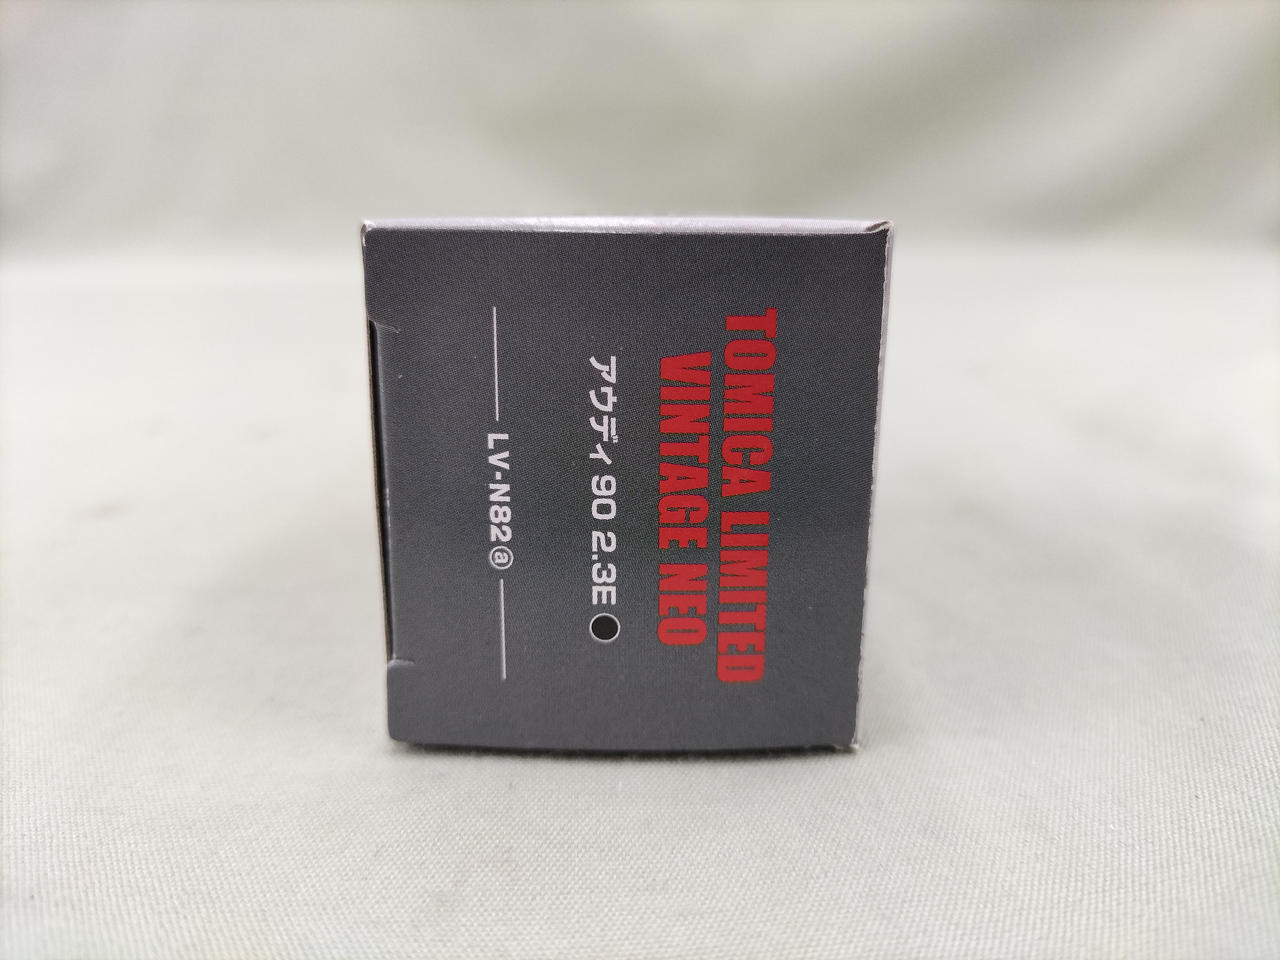 TOMICA LIMITED
VINTAGE NEO
アウディ 90 2.3E
LV-N82ⓐ